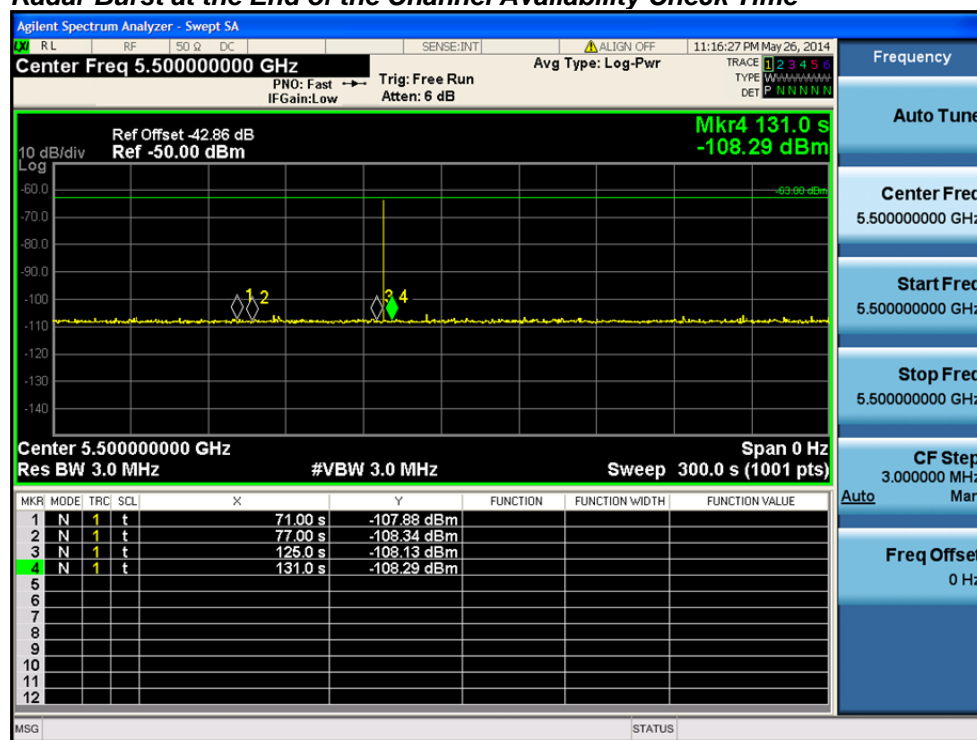 Radar Burst at the End of the Channel Availability Check Time
Agilent Spectrum Analyzer - Swept SA
LXI RL RF 50 Ω DC SENSE:INT ALIGN OFF 11:16:27 PM May 26, 2014
Center Freq 5.500000000 GHz
PNO: Fast
IFGain:Low
Trig: Free Run
Atten: 6 dB
Avg Type: Log-Pwr
TRACE 1 2 3 4 5 6
TYPE WWWWWW
DET P N N N N N
Frequency
Auto Tune
Center Freq
5.500000000 GHz
Start Freq
5.500000000 GHz
Stop Freq
5.500000000 GHz
CF Step
3.000000 MHz
Auto Man
Freq Offset
0 Hz
Mkr4 131.0 s
-108.29 dBm
Ref Offset -42.86 dB
10 dB/div Ref -50.00 dBm
Log
-60.0
-63.00 dBm
-70.0
-80.0
-90.0
-100
1 2 3 4
-110
-120
-130
-140
Center 5.500000000 GHz Span 0 Hz
Res BW 3.0 MHz #VBW 3.0 MHz Sweep 300.0 s (1001 pts)
MKR MODE TRC SCL X Y FUNCTION FUNCTION WIDTH FUNCTION VALUE
1 N 1 t 71.00 s -107.88 dBm
2 N 1 t 77.00 s -108.34 dBm
3 N 1 t 125.0 s -108.13 dBm
4 N 1 t 131.0 s -108.29 dBm
5
6
7
8
9
10
11
12
MSG STATUS